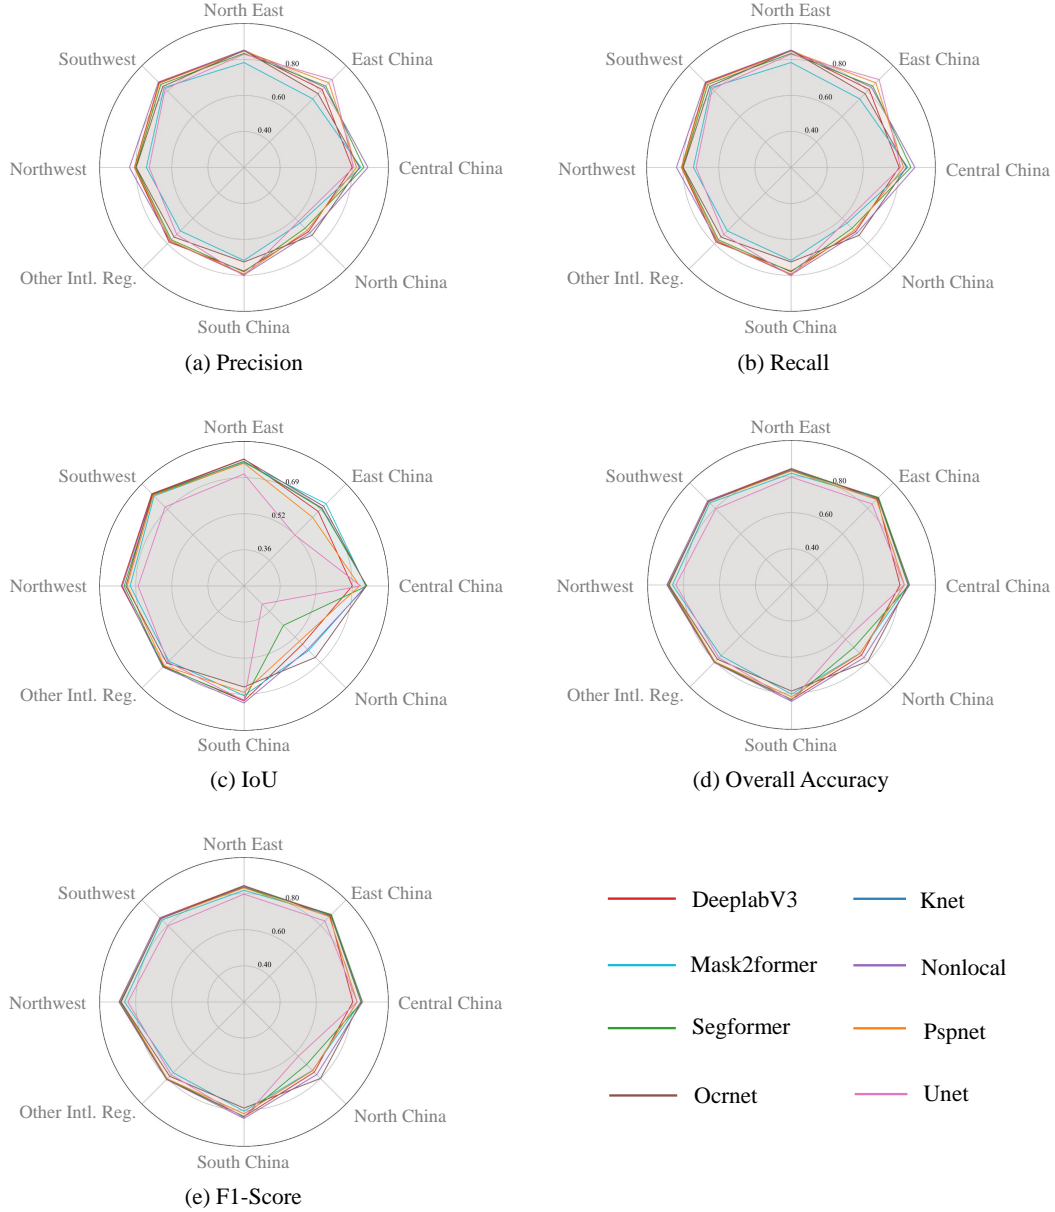 North East
Southwest
East China
0.80
0.60
0.40
Northwest
Central China
Other Intl. Reg.
North China
South China
(a) Precision
North East
Southwest
East China
0.80
0.60
0.40
Northwest
Central China
Other Intl. Reg.
North China
South China
(b) Recall
North East
Southwest
East China
0.69
0.52
0.36
Northwest
Central China
Other Intl. Reg.
North China
South China
(c) IoU
North East
Southwest
East China
0.80
0.60
0.40
Northwest
Central China
Other Intl. Reg.
North China
South China
(d) Overall Accuracy
North East
Southwest
East China
0.80
0.60
0.40
Northwest
Central China
Other Intl. Reg.
North China
South China
(e) F1-Score
DeeplabV3
Knet
Mask2former
Nonlocal
Segformer
Pspnet
Ocrnet
Unet